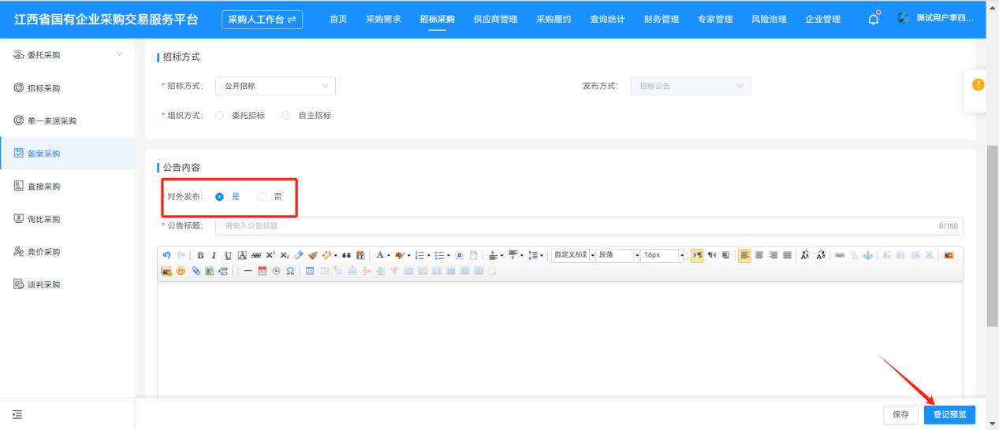 江西省国有企业采购交易服务平台 采购人工作台 首页 采购需求 招标采购 供应商管理 采购履约 查询统计 财务管理 专家管理 风险治理 企业管理 测试用户李四...
委托采购
招标采购
单一来源采购
备案采购
直接采购
询比采购
竞价采购
谈判采购
招标方式
* 招标方式: 公开招标 发布方式: 招标公告
* 组织方式: 委托招标 自主招标
公告内容
* 对外发布: 是 否
* 公告标题: 请输入公告标题 0/100
自定义标题 段落 16px
保存 登记预览